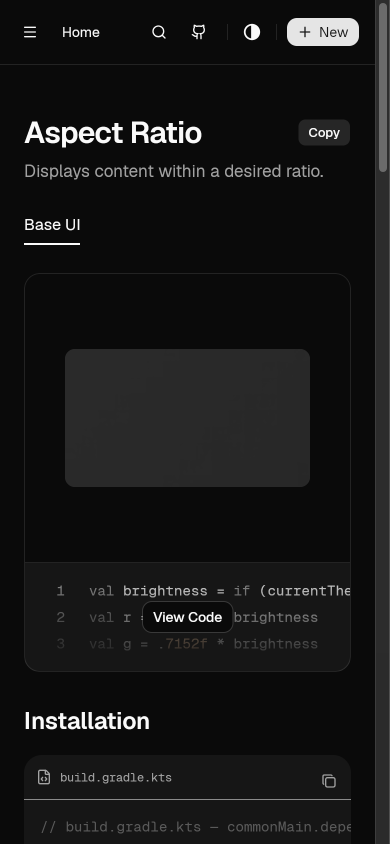 Home
New
Aspect Ratio
Copy
Displays content within a desired ratio.
Base UI
1 val brightness = if (currentThe
2 val r = brightness
View Code
3 val g = .7152f * brightness
Installation
build.gradle.kts
// build.gradle.kts — commonMain.depe